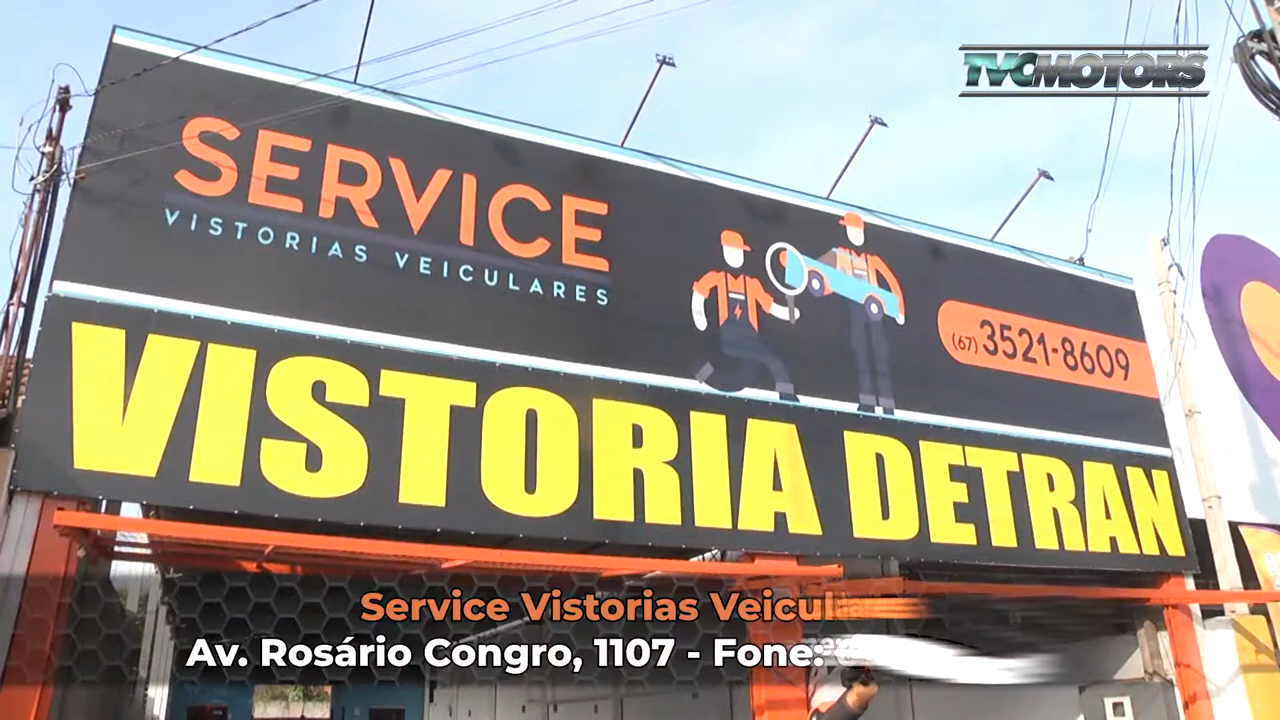 TVCMOTORS
SERVICE
VISTORIAS VEICULARES
(67) 3521-8609
VISTORIA DETRAN
Service Vistorias
Av. Rosário Congro, 1107 - Fone: